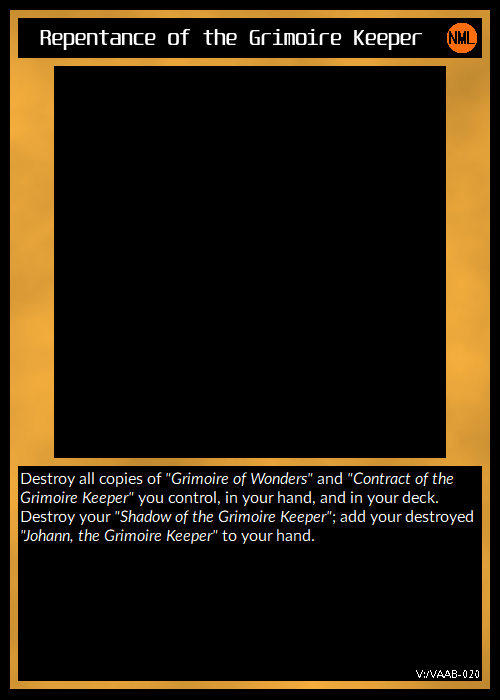 Repentance of the Grimoire Keeper
NML
Destroy all copies of "Grimoire of Wonders" and "Contract of the
Grimoire Keeper" you control, in your hand, and in your deck.
Destroy your "Shadow of the Grimoire Keeper"; add your destroyed
"Johann, the Grimoire Keeper" to your hand.
V:/VAAB-020